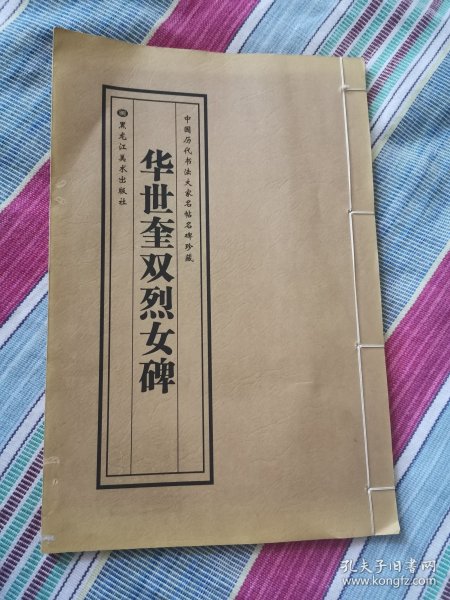 中国历代书法大家名帖名碑珍藏
华世奎双烈女碑
黑龙江美术出版社
孔夫子旧书网
www.kongfz.com